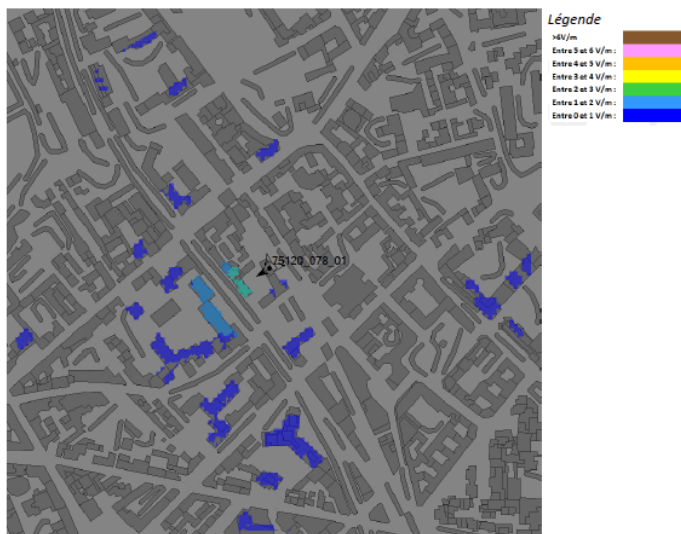 Légende
>6V/m
Entre 5 et 6 V/m :
Entre 4 et 5 V/m :
Entre 3 et 4 V/m :
Entre 2 et 3 V/m :
Entre 1 et 2 V/m :
Entre 0 et 1 V/m :
75120_078_01